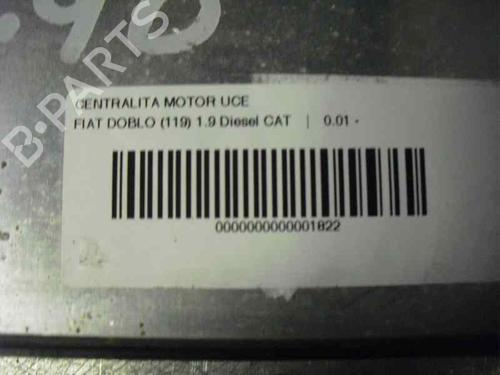 B-PARTS
CENTRALITA MOTOR UCE
FIAT DOBLO (119) 1.9 Diesel CAT | 0.01 -
0000000000001822